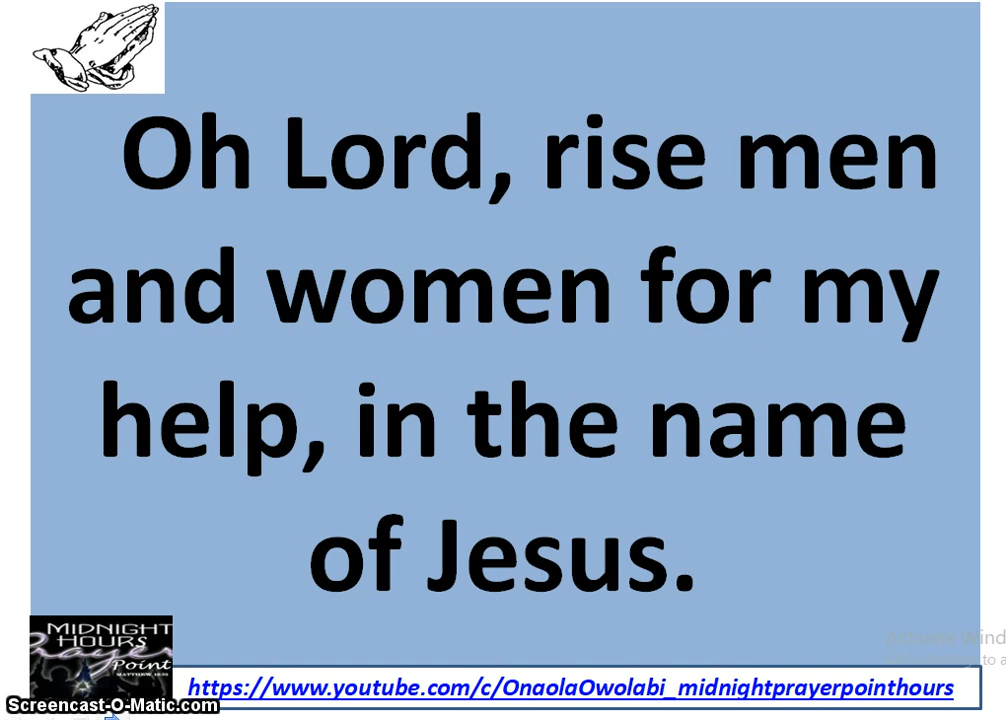 Oh Lord, rise men
and women for my
help, in the name
of Jesus.
MIDNIGHT
HOURS
Prayer
Point
https://www.youtube.com/c/OnaolaOwolabi_midnightprayerpointhours
Screencast-O-Matic.com